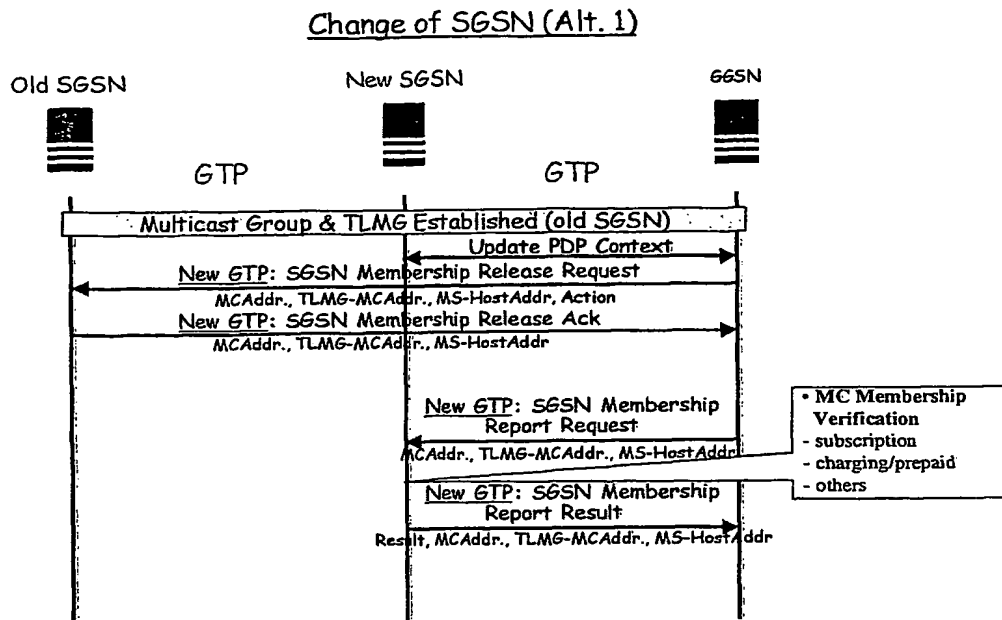 Change of SGSN (Alt. 1)
Old SGSN
New SGSN
GGSN
GTP
GTP
Multicast Group & TLMG Established (old SGSN)
Update PDP Context
New GTP: SGSN Membership Release Request
MCAddr., TLMG-MCAddr., MS-HostAddr, Action
New GTP: SGSN Membership Release Ack
MCAddr., TLMG-MCAddr., MS-HostAddr
New GTP: SGSN Membership
Report Request
MCAddr., TLMG-MCAddr., MS-HostAddr
• MC Membership
Verification
- subscription
- charging/prepaid
- others
New GTP: SGSN Membership
Report Result
Result, MCAddr., TLMG-MCAddr., MS-HostAddr